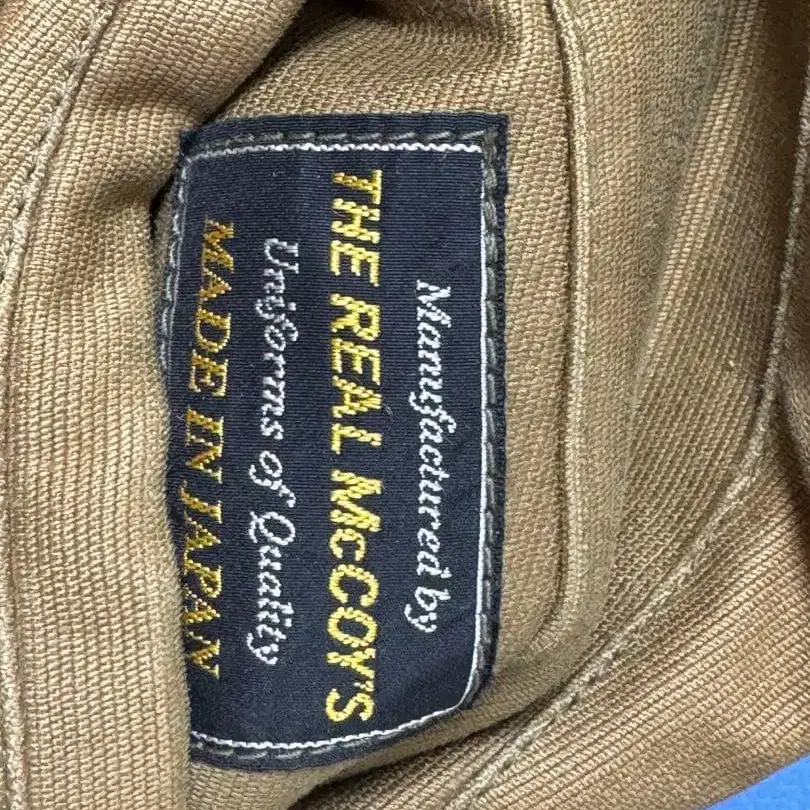 Manufactured by
THE REAL McCOY'S
Uniforms of Quality
MADE IN JAPAN